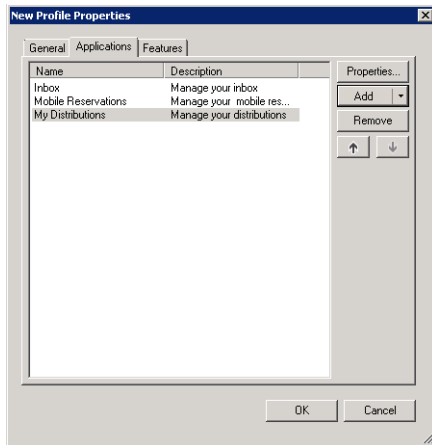 New Profile Properties
General Applications Features
Name Description
Inbox Manage your inbox
Mobile Reservations Manage your mobile res...
My Distributions Manage your distributions
Properties...
Add
Remove
OK Cancel